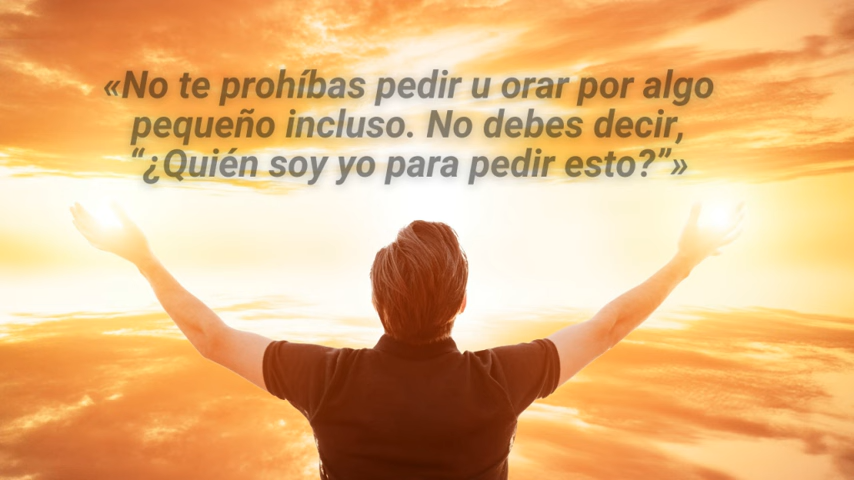 «No te prohíbas pedir u orar por algo
pequeño incluso. No debes decir,
“¿Quién soy yo para pedir esto?”»